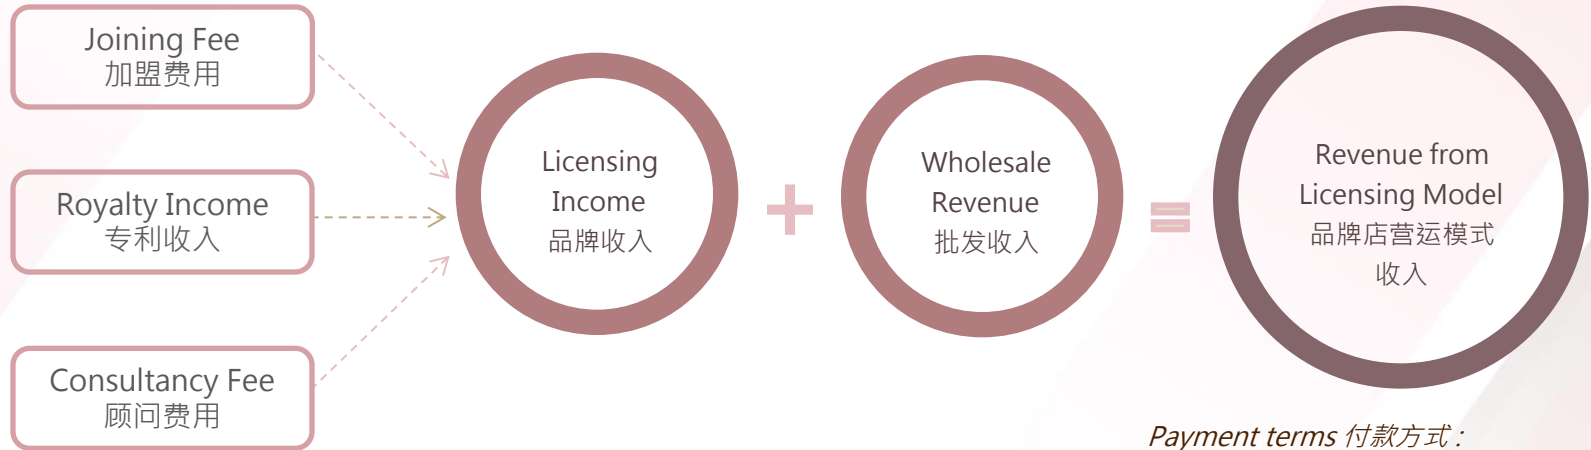 Joining Fee
加盟费用
Royalty Income
专利收入
Consultancy Fee
顾问费用
Licensing
Income
品牌收入
+
Wholesale
Revenue
批发收入
=
Revenue from
Licensing Model
品牌店营运模式
收入
Payment terms 付款方式 :